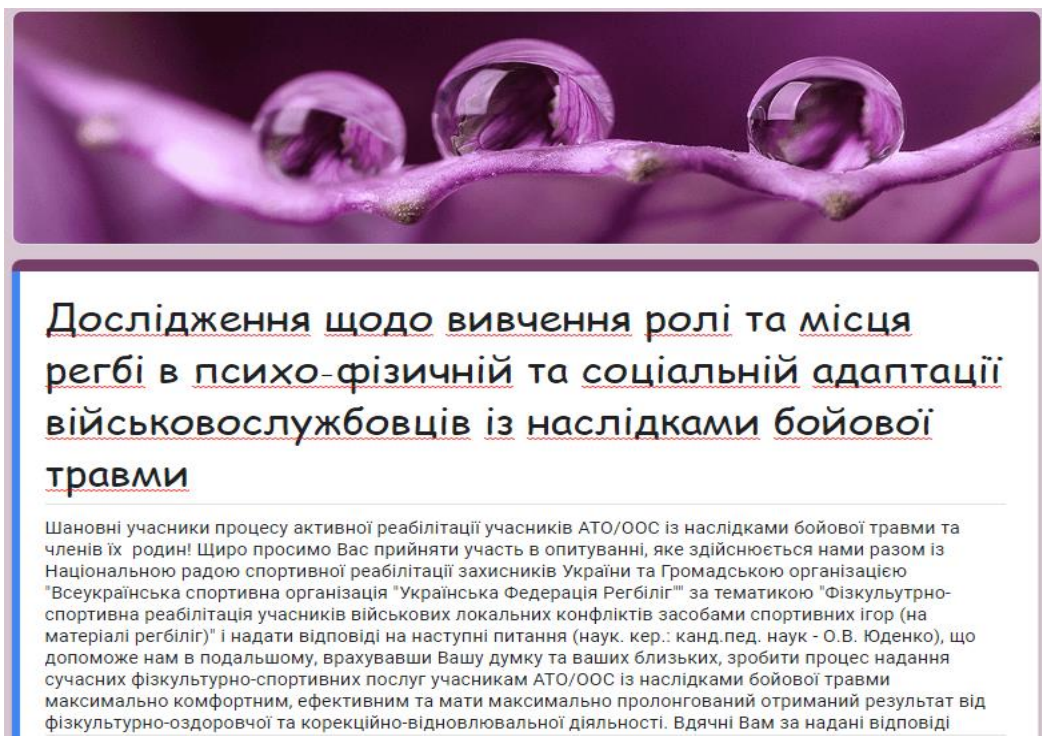 Дослідження щодо вивчення ролі та місця
регбі в психо-фізичній та соціальній адаптації
військовослужбовців із наслідками бойової
травми
Шановні учасники процесу активної реабілітації учасників АТО/ООС із наслідками бойової травми та
членів їх  родин! Щиро просимо Вас прийняти участь в опитуванні, яке здійснюється нами разом із
Національною радою спортивної реабілітації захисників України та Громадською організацією
"Всеукраїнська спортивна організація "Українська Федерація Регбіліг"" за тематикою "Фізкультурно-
спортивна реабілітація учасників військових локальних конфліктів засобами спортивних ігор (на
матеріалі регбіліг)" і надати відповіді на наступні питання (наук. кер.: канд.пед. наук - О.В. Юденко), що
допоможе нам в подальшому, врахувавши Вашу думку та ваших близьких, зробити процес надання
сучасних фізкультурно-спортивних послуг учасникам АТО/ООС із наслідками бойової травми
максимально комфортним, ефективним та мати максимально пролонгований отриманий результат від
фізкультурно-оздоровчої та корекційно-відновлювальної діяльності. Вдячні Вам за надані відповіді